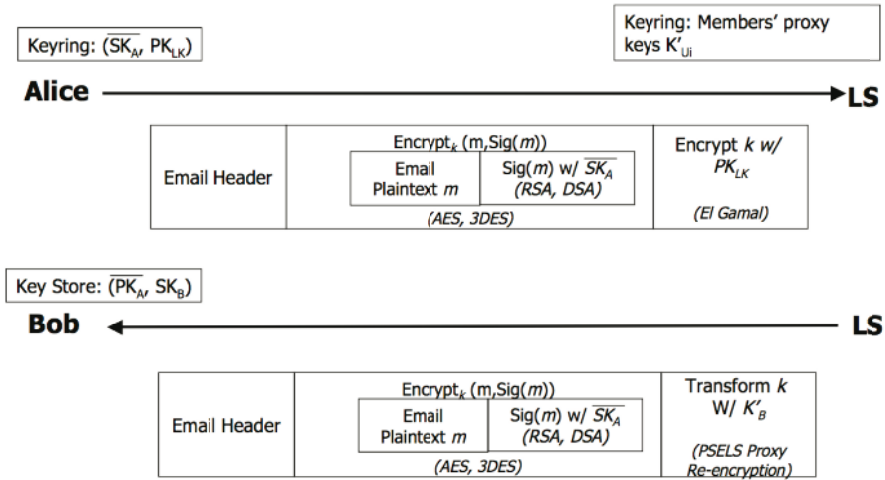 Keyring: (SK_A, PK_LK)
Keyring: Members' proxy
keys K'_Ui
Alice
LS
Email Header
Encrypt_k (m,Sig(m))
Email
Plaintext m
Sig(m) w/ SK_A
(RSA, DSA)
(AES, 3DES)
Encrypt k w/
PK_LK
(El Gamal)
Key Store: (PK_A, SK_B)
Bob
LS
Email Header
Encrypt_k (m,Sig(m))
Email
Plaintext m
Sig(m) w/ SK_A
(RSA, DSA)
(AES, 3DES)
Transform k
W/ K'_B
(PSELS Proxy
Re-encryption)